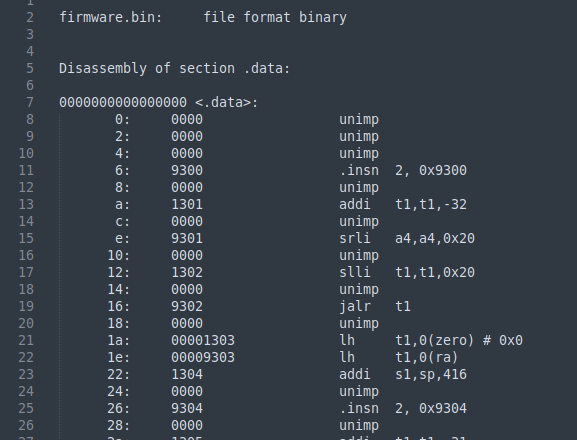 2 firmware.bin:     file format binary
3
4
5 Disassembly of section .data:
6
7 0000000000000000 <.data>:
8 0: 0000 unimp
9 2: 0000 unimp
10 4: 0000 unimp
11 6: 9300 .insn 2, 0x9300
12 8: 0000 unimp
13 a: 1301 addi t1,t1,-32
14 c: 0000 unimp
15 e: 9301 srli a4,a4,0x20
16 10: 0000 unimp
17 12: 1302 slli t1,t1,0x20
18 14: 0000 unimp
19 16: 9302 jalr t1
20 18: 0000 unimp
21 1a: 00001303 lh t1,0(zero) # 0x0
22 1e: 00009303 lh t1,0(ra)
23 22: 1304 addi s1,sp,416
24 24: 0000 unimp
25 26: 9304 .insn 2, 0x9304
26 28: 0000 unimp